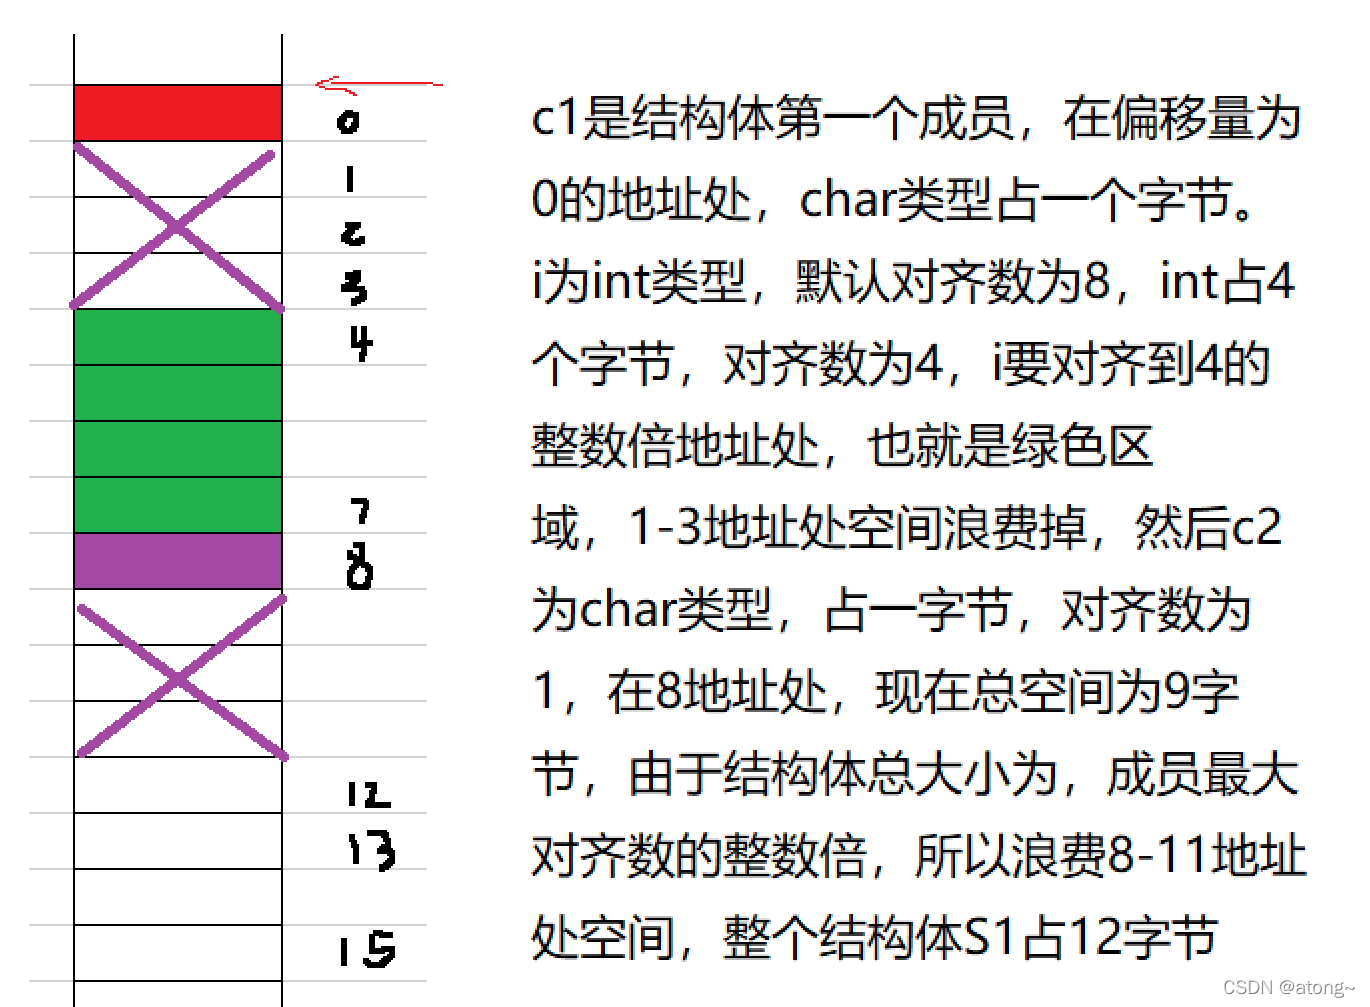 0
1
2
3
4
7
8
12
13
15
c1是结构体第一个成员，在偏移量为
0的地址处，char类型占一个字节。
i为int类型，默认对齐数为8，int占4
个字节，对齐数为4，i要对齐到4的
整数倍地址处，也就是绿色区
域，1-3地址处空间浪费掉，然后c2
为char类型，占一字节，对齐数为
1，在8地址处，现在总空间为9字
节，由于结构体总大小为，成员最大
对齐数的整数倍，所以浪费8-11地址
处空间，整个结构体S1占12字节
CSDN @atong~